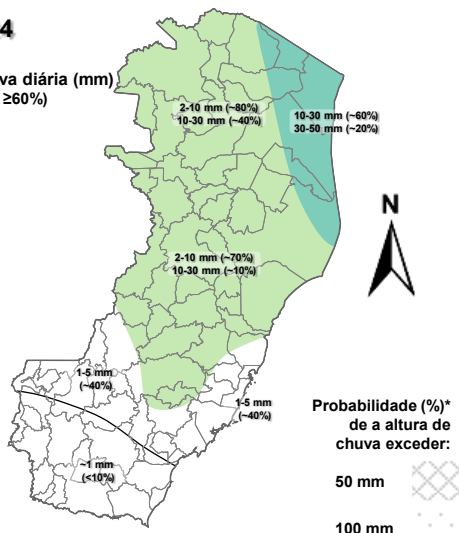 4
va diária (mm)
≥60%)
2-10 mm (~80%)
10-30 mm (~40%)
10-30 mm (~60%)
30-50 mm (~20%)
N
2-10 mm (~70%)
10-30 mm (~10%)
1-5 mm
(~40%)
1-5 mm
(~40%)
~1 mm
(<10%)
Probabilidade (%)*
de a altura de
chuva exceder:
50 mm
100 mm